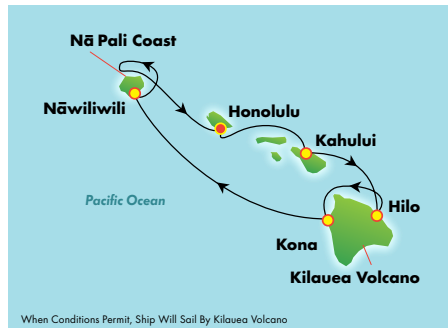 Nā Pali Coast
Nāwiliwili
Honolulu
Kahului
Pacific Ocean
Hilo
Kona
Kilauea Volcano
When Conditions Permit, Ship Will Sail By Kilauea Volcano